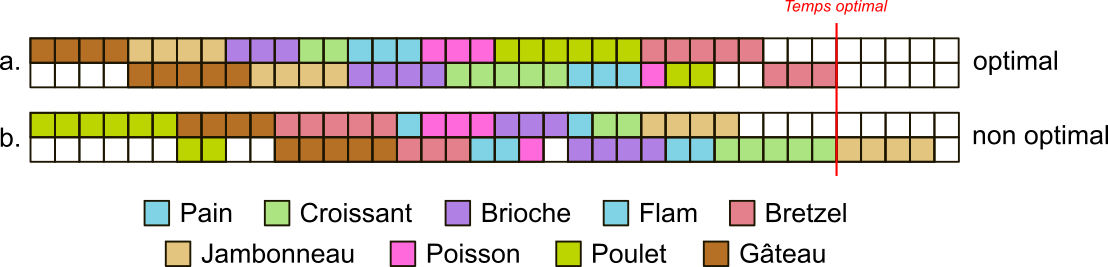 Temps optimal
a.
optimal
b.
non optimal
Pain Croissant Brioche Flam Bretzel
Jambonneau Poisson Poulet Gâteau